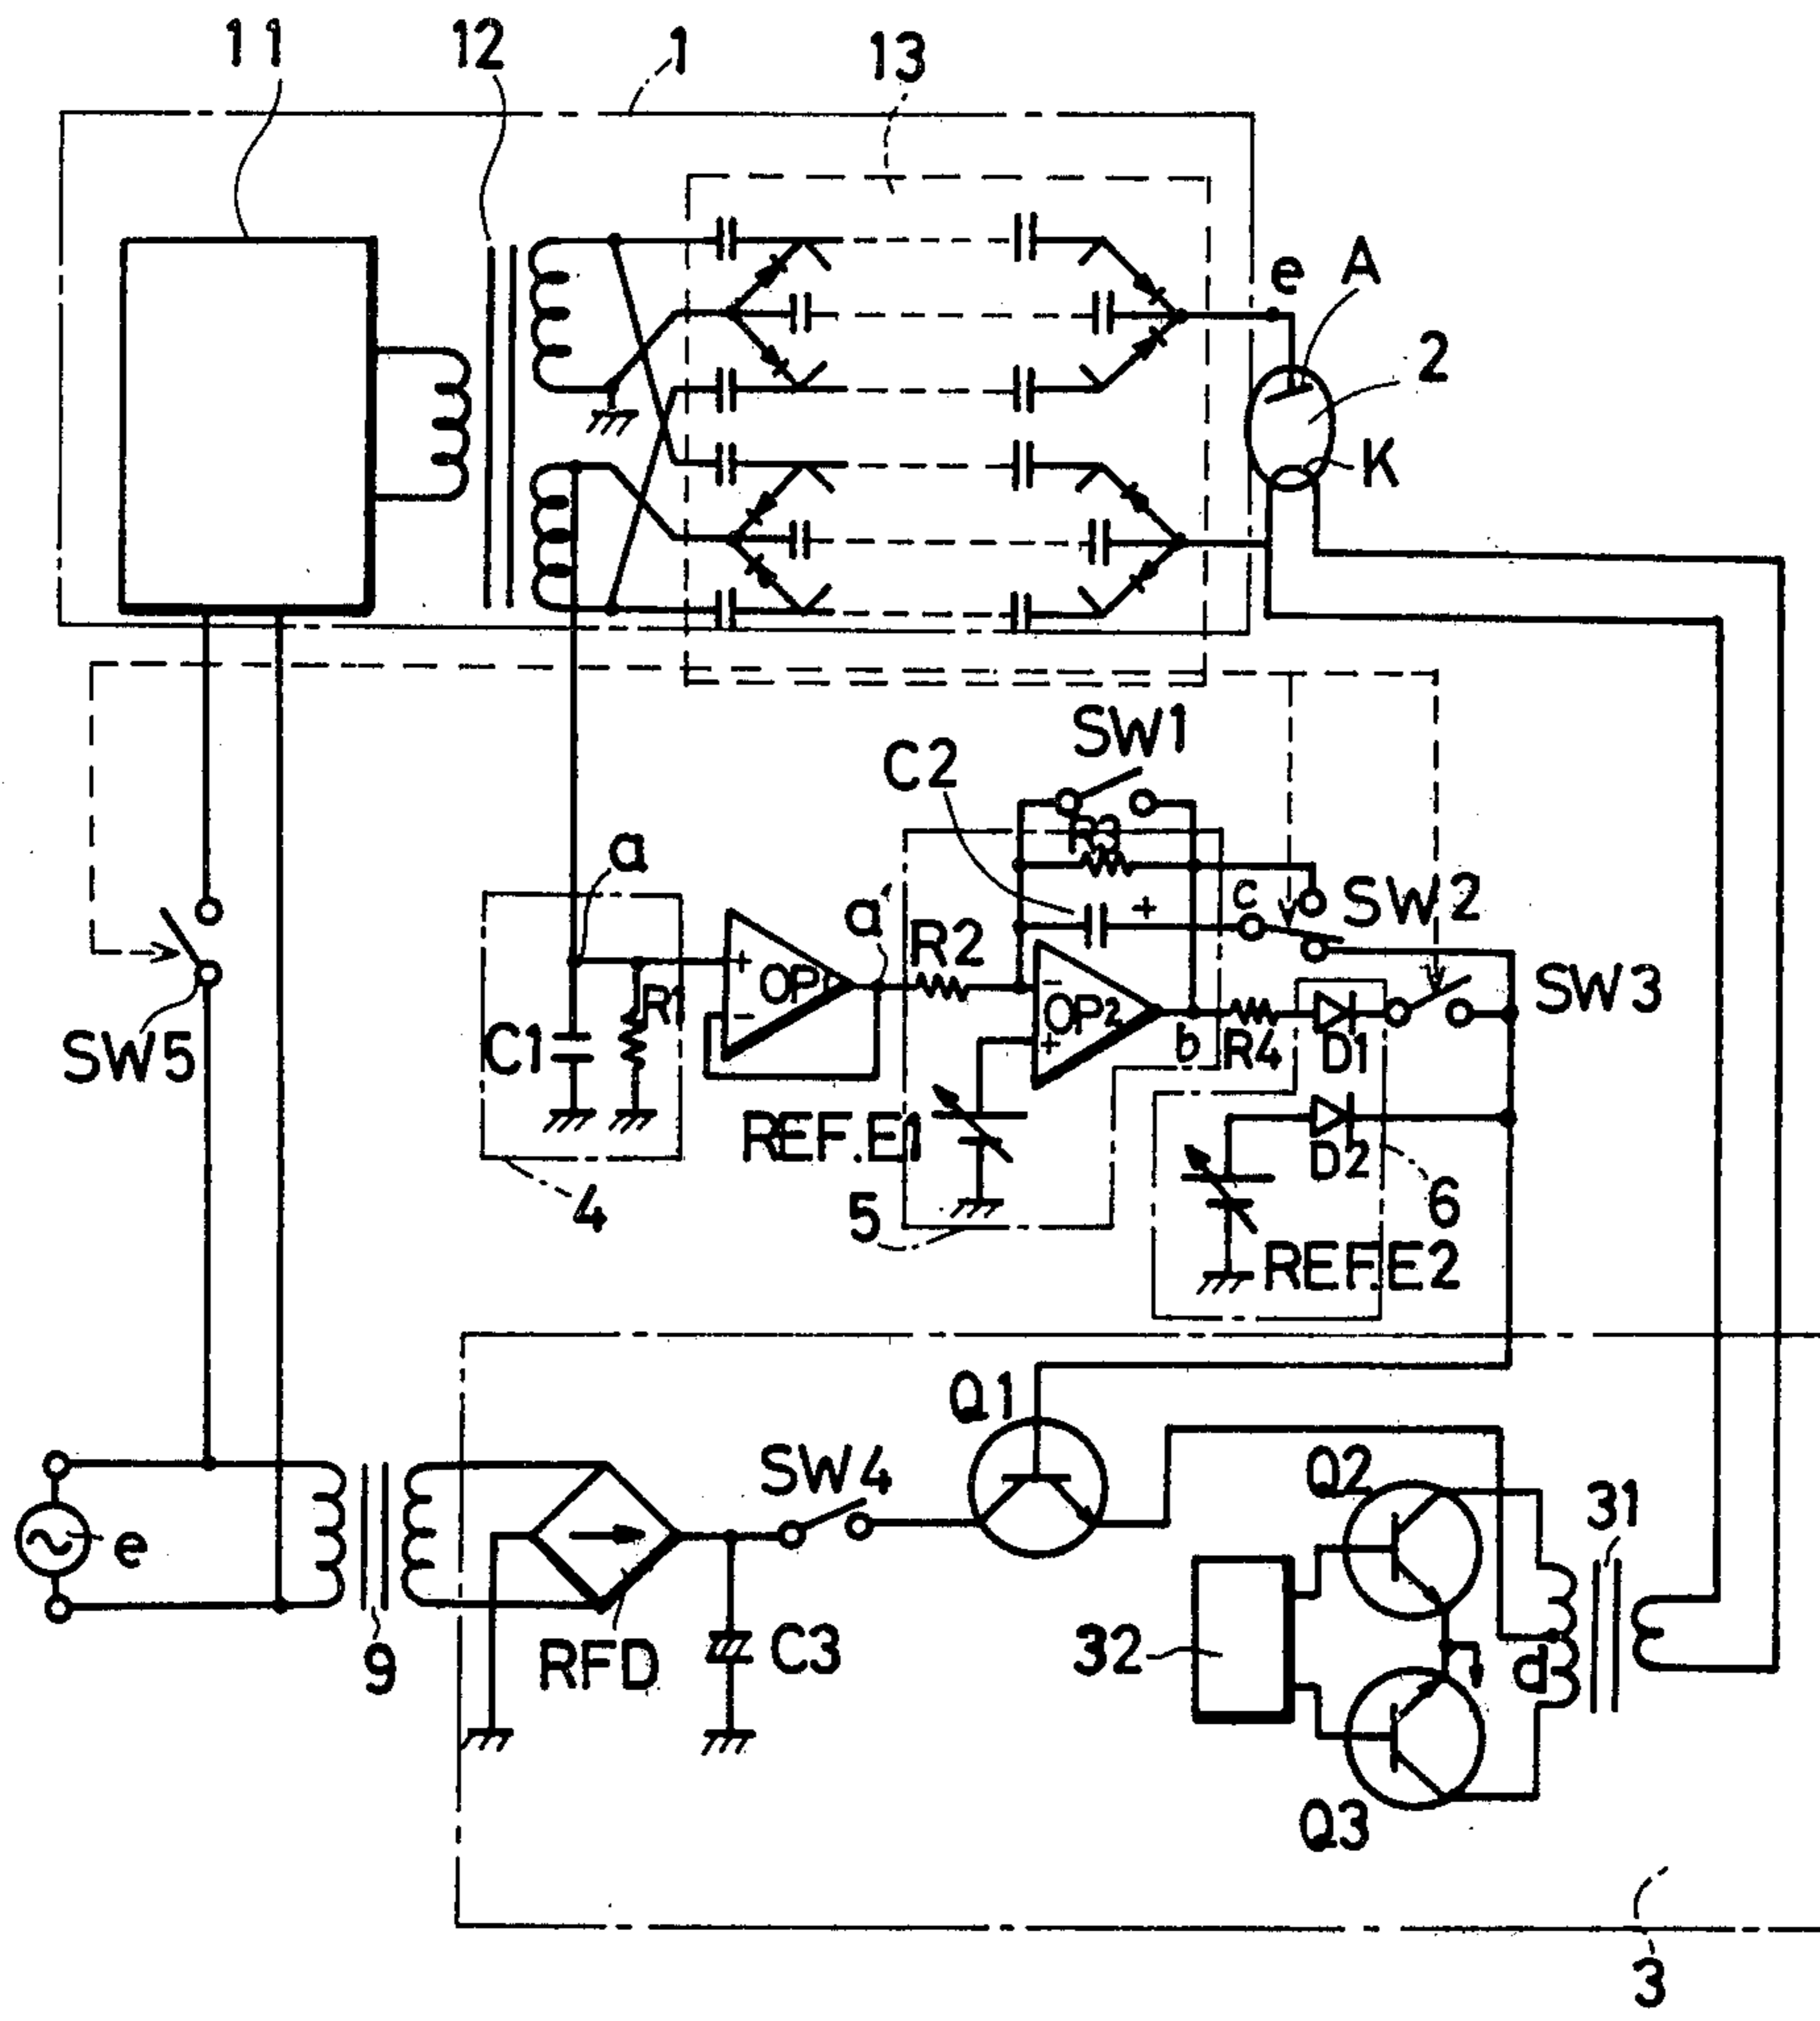 11
12
1
13
e
A
2
K
SW1
C2
R3
a
a'
c
SW2
R2
+
+
OP1
-
R1
-
OP2
+
SW3
C1
b
R4
D1
SW5
REF.E1
D2
4
5
6
REF.E2
Q1
SW4
Q2
31
e
9
RFD
C3
32
d
Q3
3